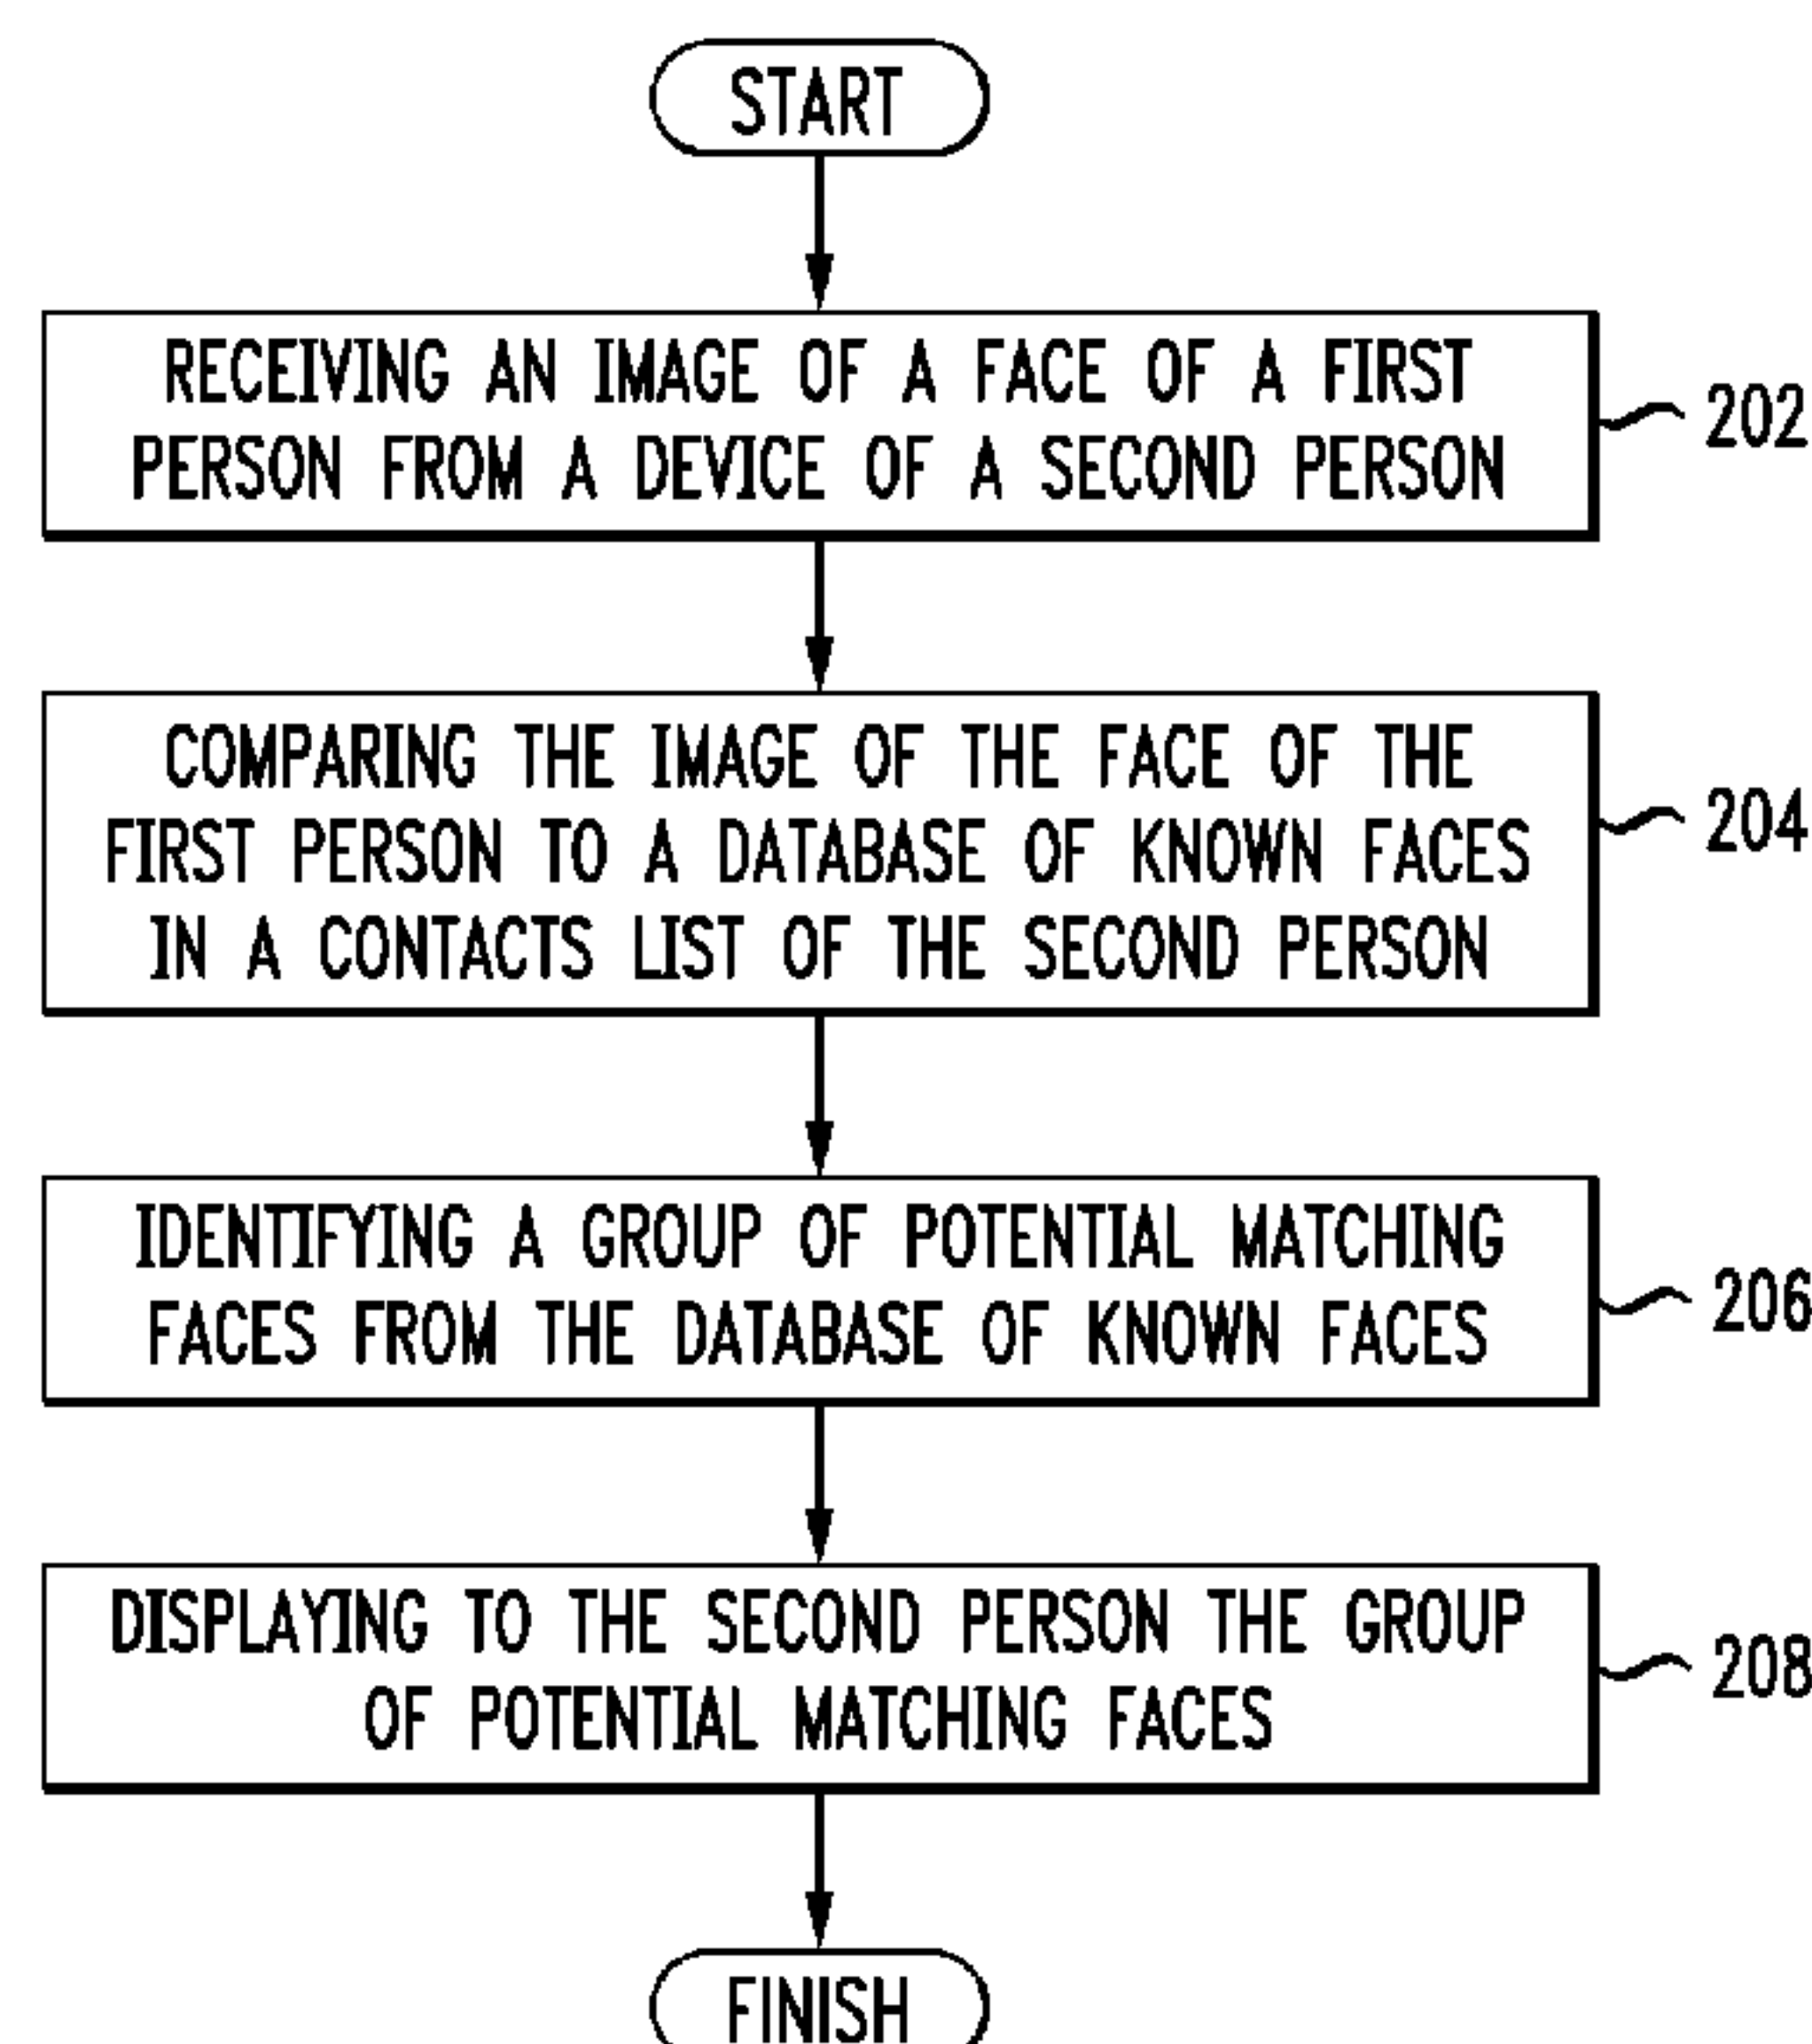 START
RECEIVING AN IMAGE OF A FACE OF A FIRST
PERSON FROM A DEVICE OF A SECOND PERSON
202
COMPARING THE IMAGE OF THE FACE OF THE
FIRST PERSON TO A DATABASE OF KNOWN FACES
IN A CONTACTS LIST OF THE SECOND PERSON
204
IDENTIFYING A GROUP OF POTENTIAL MATCHING
FACES FROM THE DATABASE OF KNOWN FACES
206
DISPLAYING TO THE SECOND PERSON THE GROUP
OF POTENTIAL MATCHING FACES
208
FINISH